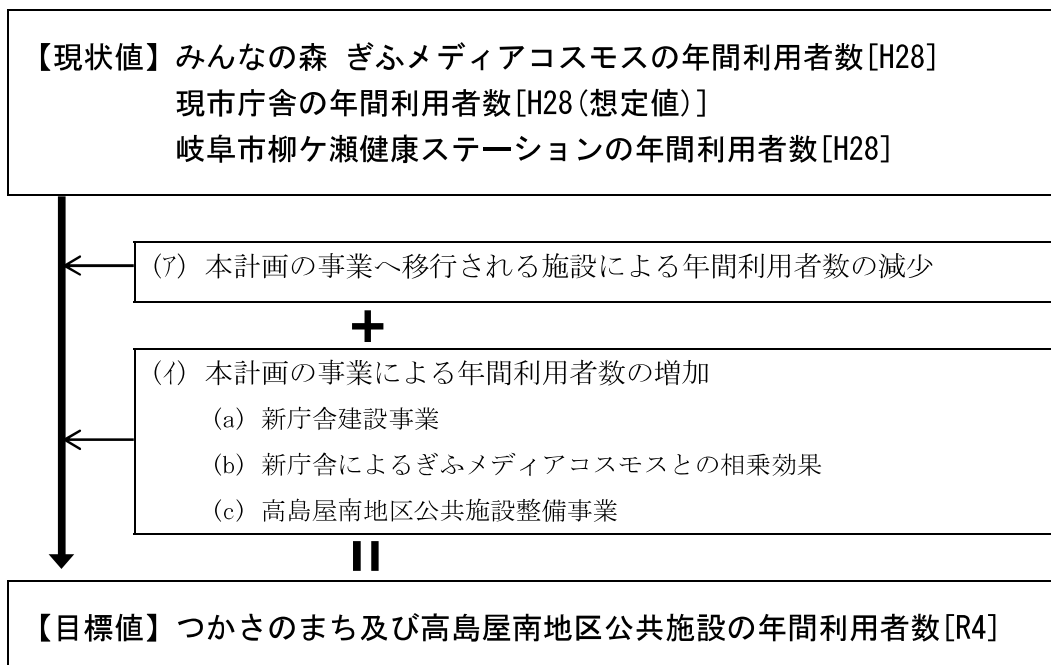 【現状値】みんなの森 ぎふメディアコスモスの年間利用者数[H28]
現市庁舎の年間利用者数[H28(想定値)]
岐阜市柳ケ瀬健康ステーションの年間利用者数[H28]
(ｱ) 本計画の事業へ移行される施設による年間利用者数の減少
+
(ｲ) 本計画の事業による年間利用者数の増加
(a) 新庁舎建設事業
(b) 新庁舎によるぎふメディアコスモスとの相乗効果
(c) 高島屋南地区公共施設整備事業
=
【目標値】つかさのまち及び高島屋南地区公共施設の年間利用者数[R4]